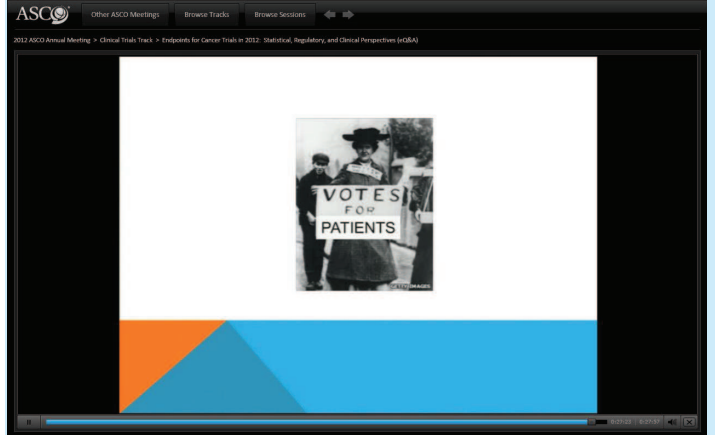 ASCO
Other ASCO Meetings
Browse Tracks
Browse Sessions
2012 ASCO Annual Meeting > Clinical Trials Track > Endpoints for Cancer Trials in 2012: Statistical, Regulatory, and Clinical Perspectives (eQ&A)
VOTES
FOR
PATIENTS